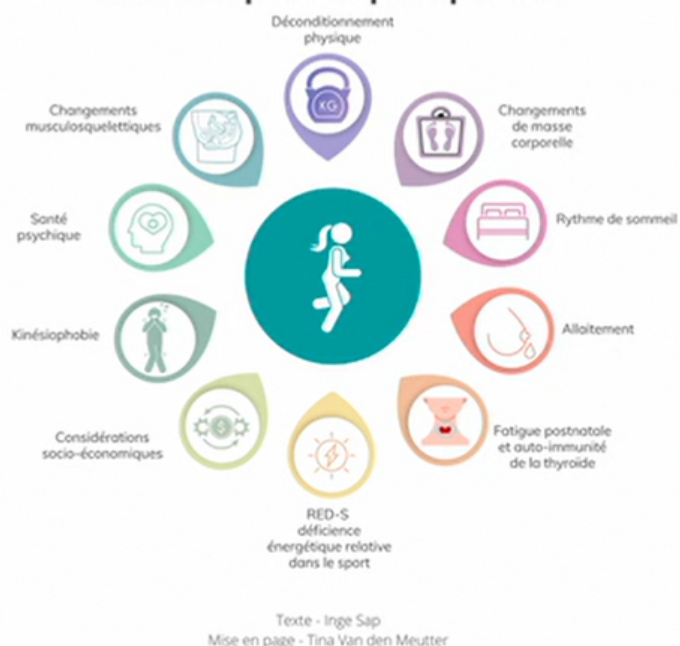 Déconditionnement
physique
Changements
musculosquelettiques
KG
Changements
de masse
corporelle
Santé
psychique
Rythme de sommeil
Kinésiophobie
Allaitement
Considérations
socio-économiques
$
Fatigue postnatale
et auto-immunité
de la thyroïde
RED-S
déficience
énergétique relative
dans le sport
Texte - Inge Sap
Mise en page - Tina Van den Meutter